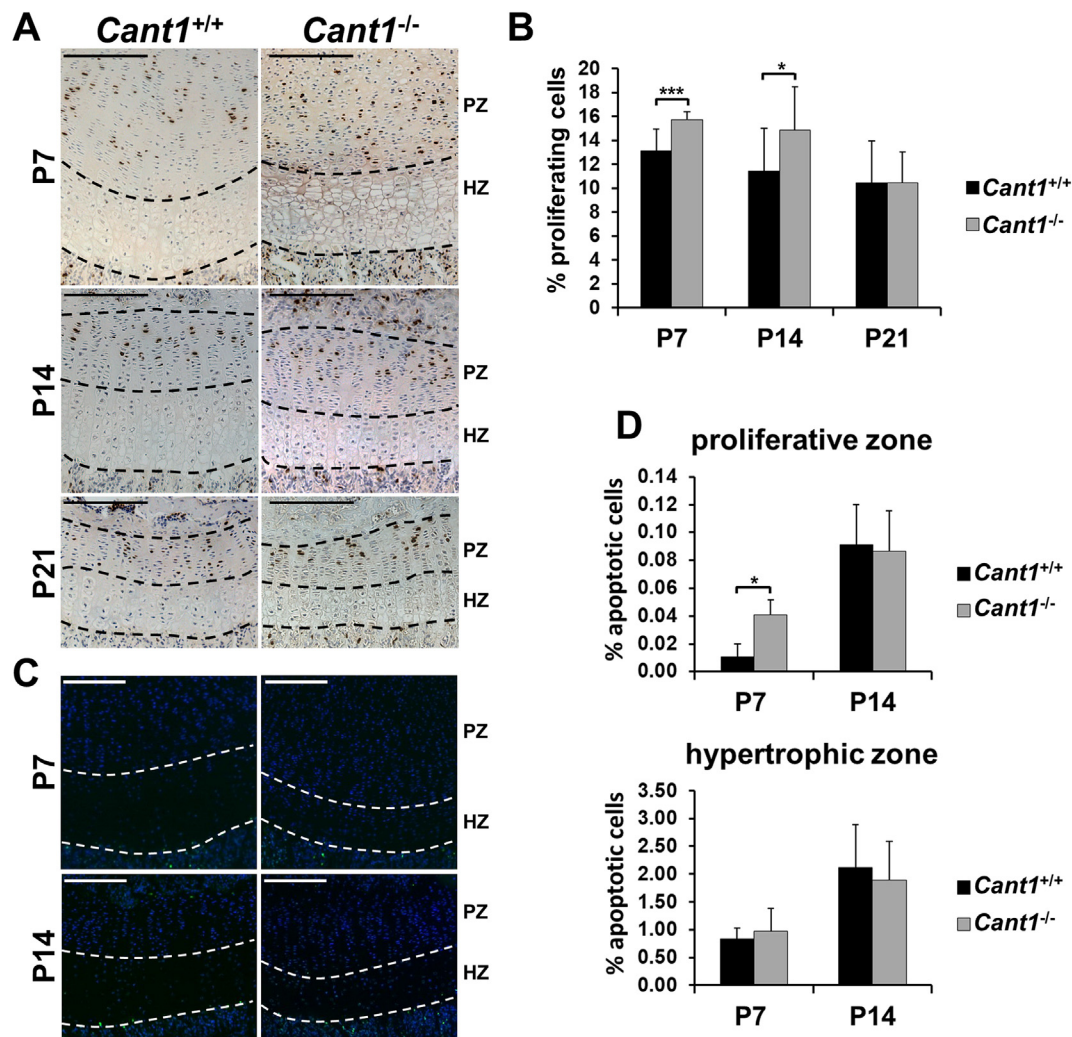 A
Cant1+/+
Cant1-/-
P7
PZ
HZ
P14
PZ
HZ
P21
PZ
HZ
B
% proliferating cells
20
18
16
14
12
10
8
6
4
2
0
***
*
P7
P14
P21
Cant1+/+
Cant1-/-
C
P7
PZ
HZ
P14
PZ
HZ
D
proliferative zone
% apoptotic cells
0.14
0.12
0.10
0.08
0.06
0.04
0.02
0.00
*
P7
P14
Cant1+/+
Cant1-/-
hypertrophic zone
% apoptotic cells
3.50
3.00
2.50
2.00
1.50
1.00
0.50
0.00
P7
P14
Cant1+/+
Cant1-/-